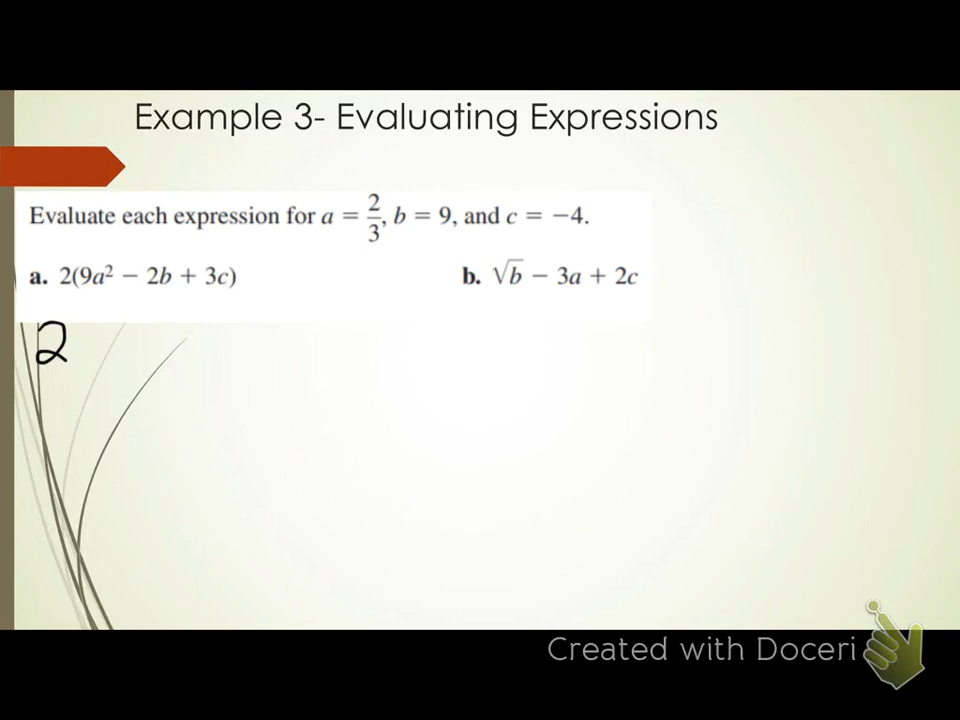 Example 3- Evaluating Expressions
Evaluate each expression for a = 2/3, b = 9, and c = −4.
a. 2(9a² − 2b + 3c)
b. √b − 3a + 2c
2
Created with Doceri